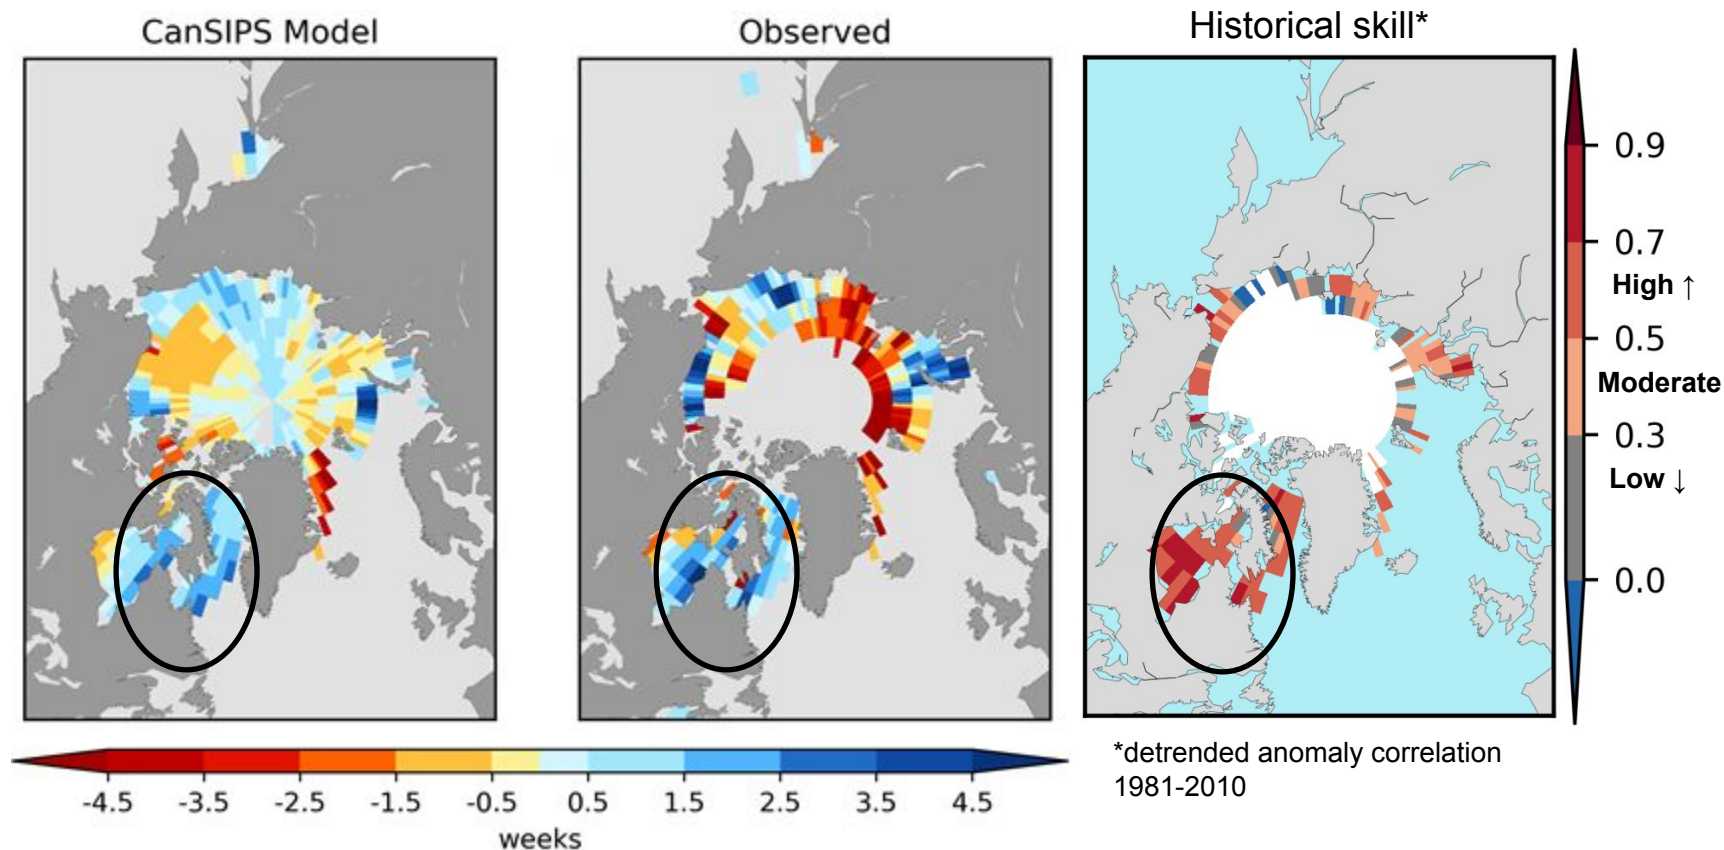 CanSIPS Model
Observed
Historical skill*
0.9
0.7
High ↑
0.5
Moderate
0.3
Low ↓
0.0
-4.5 -3.5 -2.5 -1.5 -0.5 0.5 1.5 2.5 3.5 4.5
weeks
*detrended anomaly correlation
1981-2010